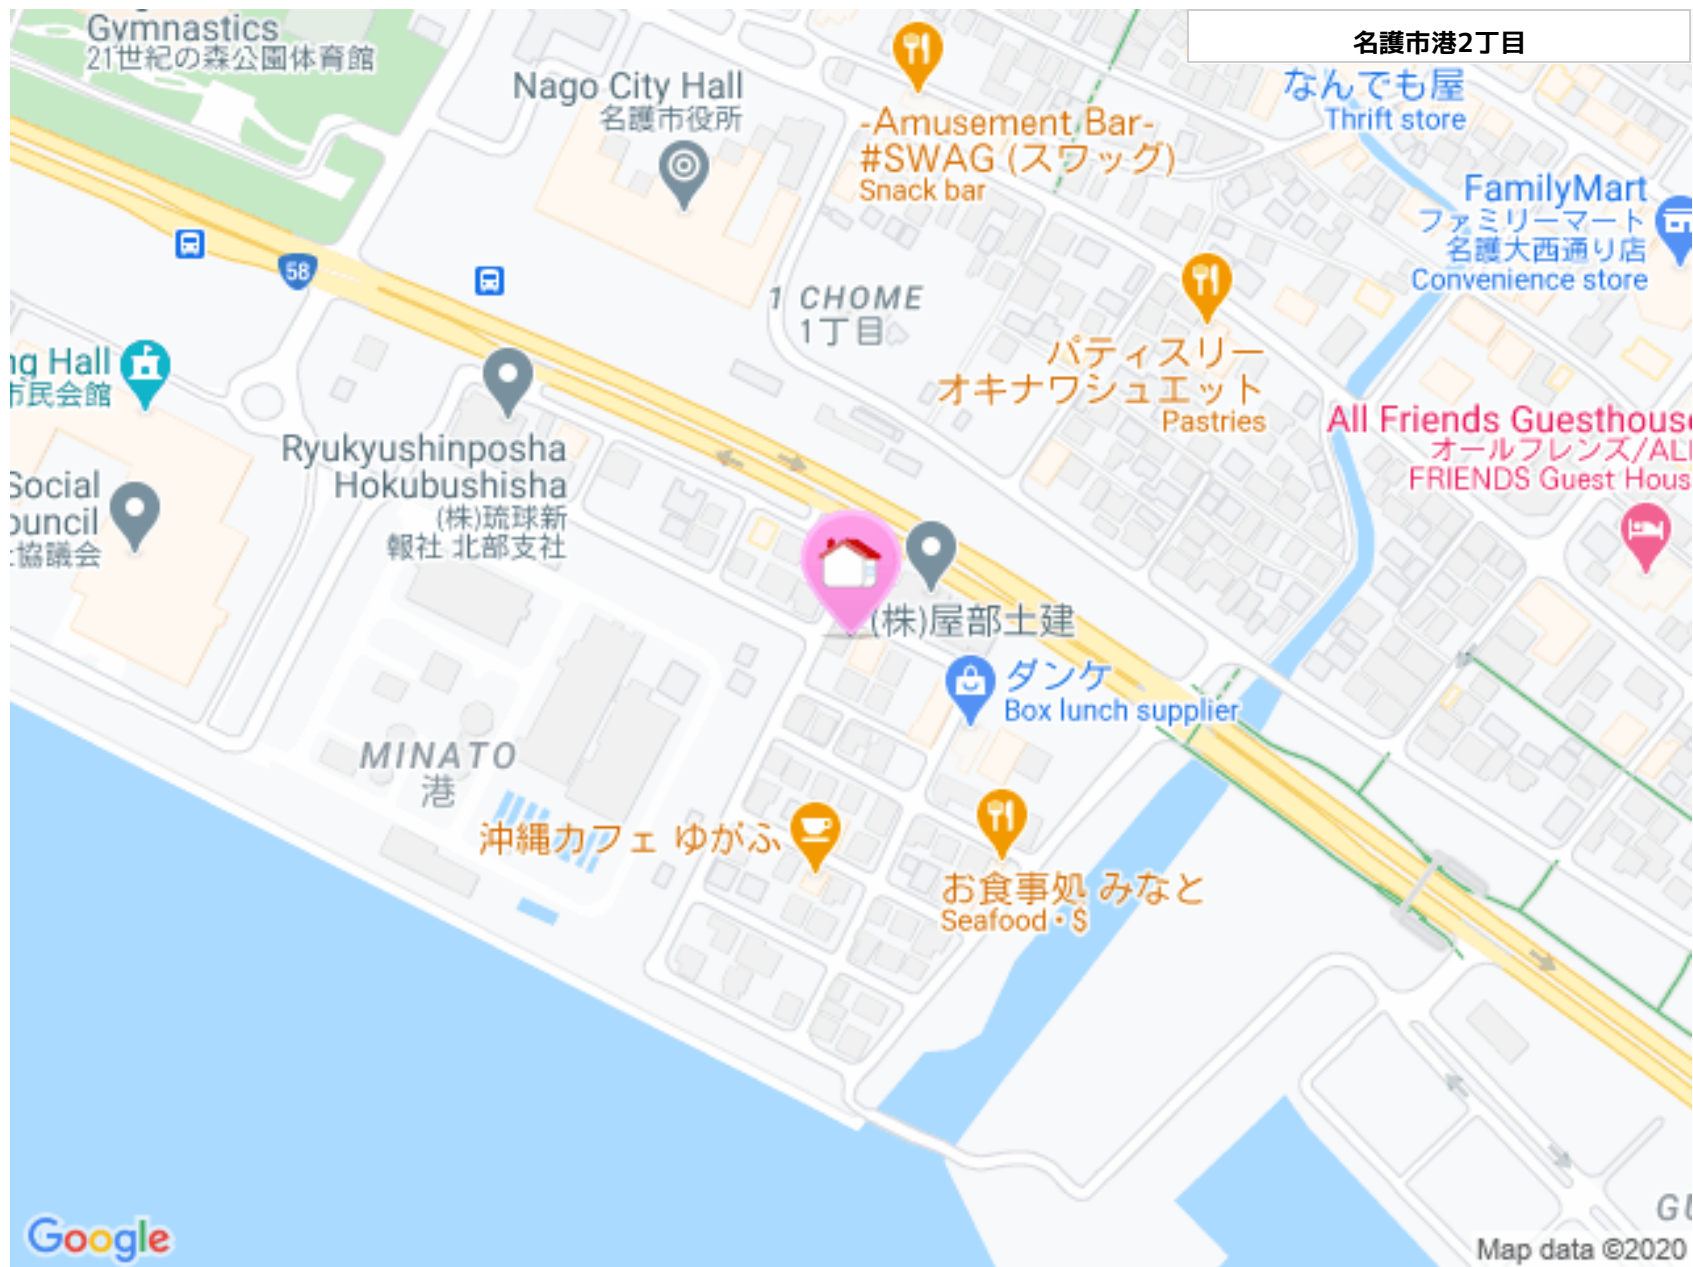 名護市港2丁目
Gymnastics
21世紀の森公園体育館
Nago City Hall
名護市役所
-Amusement Bar-
#SWAG (スワッグ)
Snack bar
なんでも屋
Thrift store
FamilyMart
ファミリーマート
名護大西通り店
Convenience store
58
1 CHOME
1丁目
パティスリー
オキナワシュエット
Pastries
ng Hall
市民会館
All Friends Guesthouse
オールフレンズ/ALL
FRIENDS Guest Hous
Ryukyushinposha
Hokubushisha
(株)琉球新
報社 北部支社
Social
ouncil
協議会
(株)屋部土建
ダンケ
Box lunch supplier
MINATO
港
沖縄カフェ ゆがふ
お食事処 みなと
Seafood・$
GU
Google
Map data ©2020